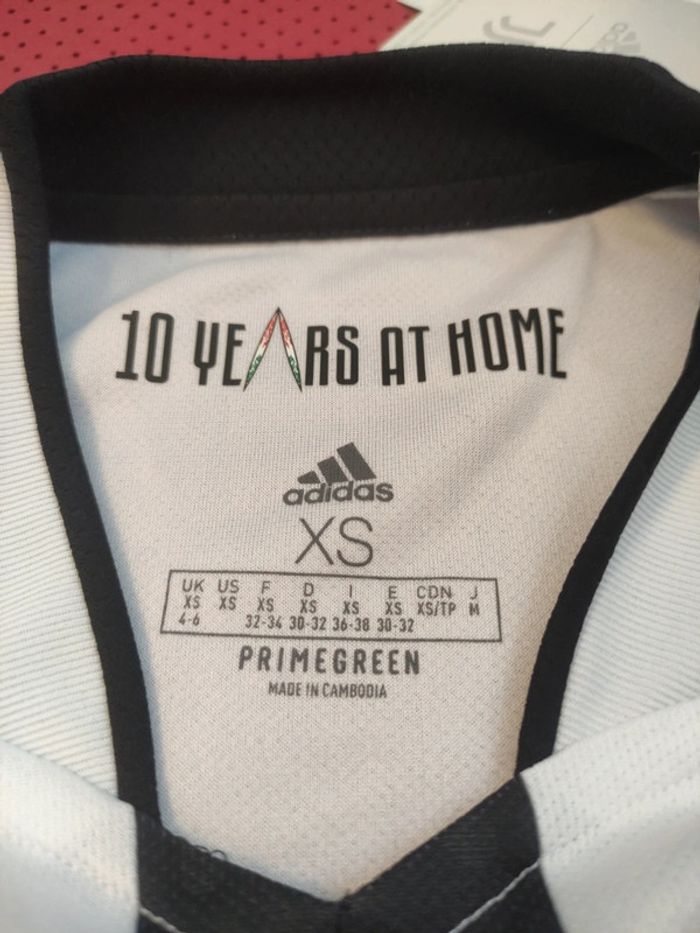 10 YEARS AT HOME
adidas
XS
UK US F D I E CDN J
XS XS XS XS XS XS XS/TP M
4-6 32-34 30-32 36-38 30-32
PRIMEGREEN
MADE IN CAMBODIA